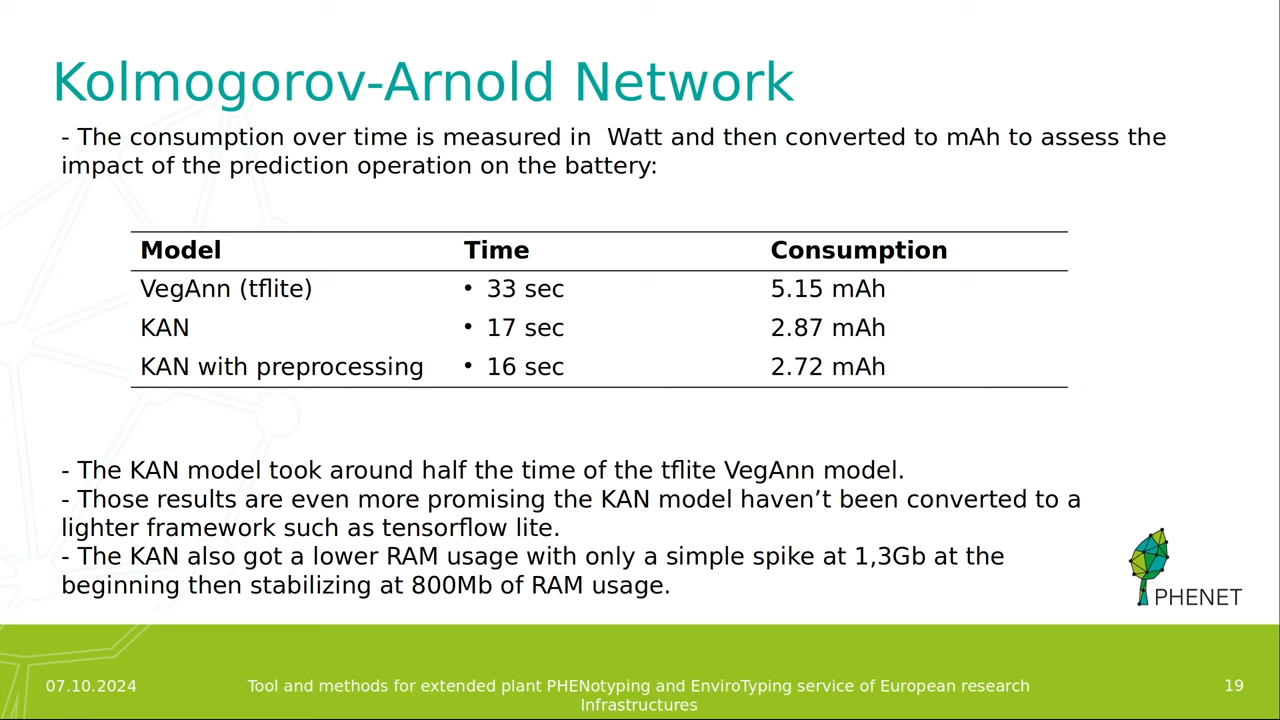 Kolmogorov-Arnold Network
- The consumption over time is measured in  Watt and then converted to mAh to assess the
impact of the prediction operation on the battery:
Model Time Consumption
VegAnn (tflite) • 33 sec 5.15 mAh
KAN • 17 sec 2.87 mAh
KAN with preprocessing • 16 sec 2.72 mAh
- The KAN model took around half the time of the tflite VegAnn model.
- Those results are even more promising the KAN model haven’t been converted to a
lighter framework such as tensorflow lite.
- The KAN also got a lower RAM usage with only a simple spike at 1,3Gb at the
beginning then stabilizing at 800Mb of RAM usage.
PHENET
07.10.2024 Tool and methods for extended plant PHENotyping and EnviroTyping service of European research 19
Infrastructures